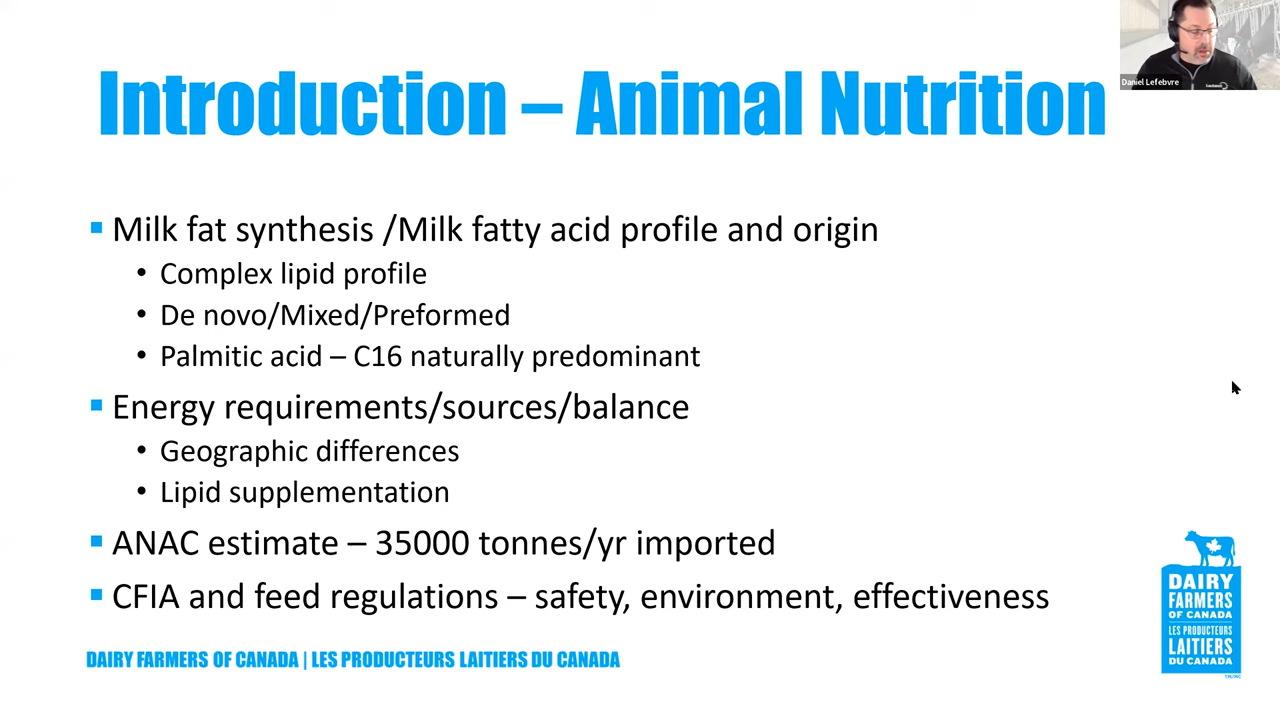 Introduction – Animal Nutrition
Daniel Lefebvre
Milk fat synthesis /Milk fatty acid profile and origin
Complex lipid profile
De novo/Mixed/Preformed
Palmitic acid – C16 naturally predominant
Energy requirements/sources/balance
Geographic differences
Lipid supplementation
ANAC estimate – 35000 tonnes/yr imported
CFIA and feed regulations – safety, environment, effectiveness
DAIRY FARMERS OF CANADA | LES PRODUCTEURS LAITIERS DU CANADA
DAIRY
FARMERS
OF CANADA
LES PRODUCTEURS
LAITIERS
DU CANADA